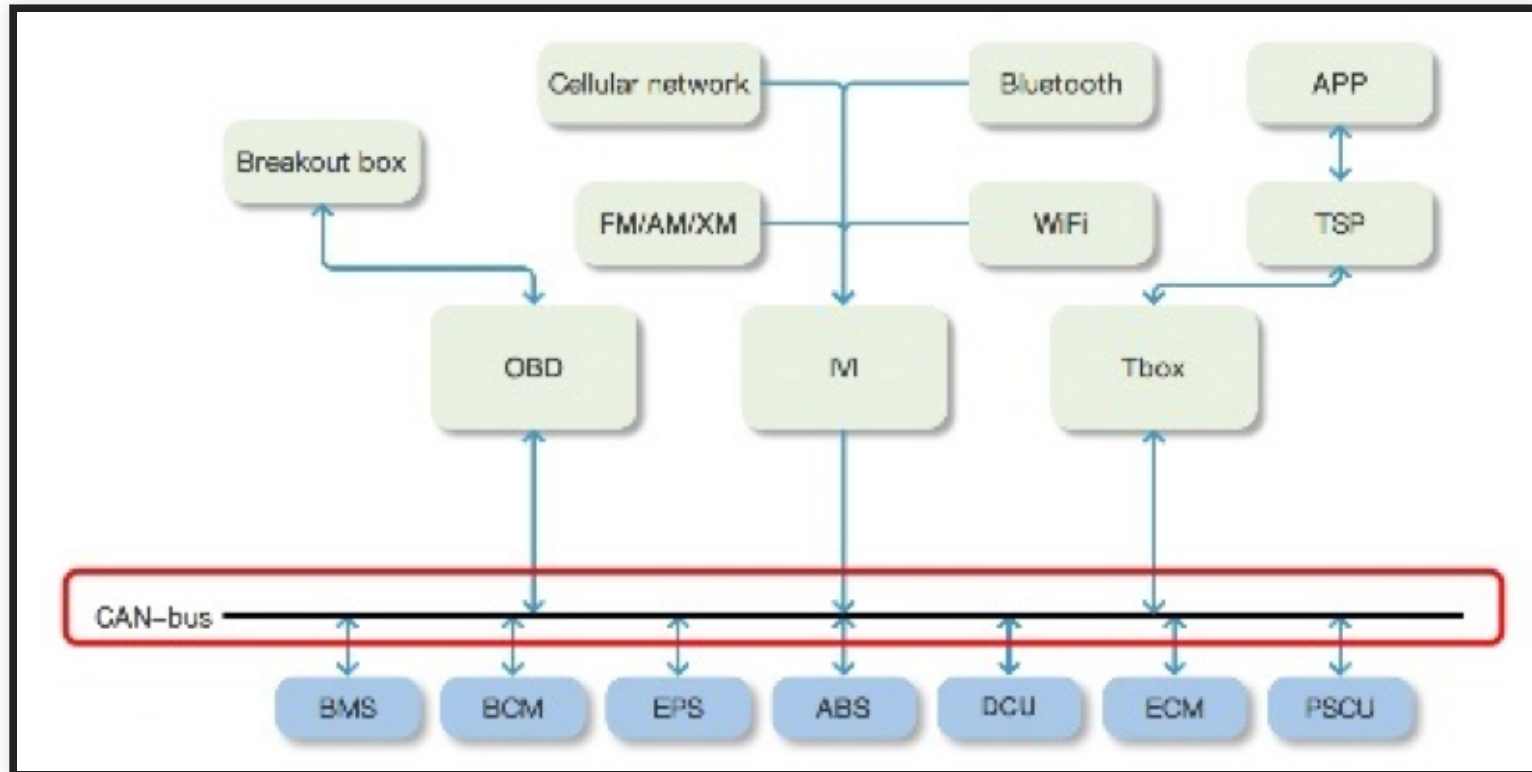 Cellular network
Bluetooth
APP
Breakout box
FM/AM/XM
WiFi
TSP
OBD
IVI
Tbox
CAN-bus
BMS
BCM
EPS
ABS
DCU
ECM
PSCU